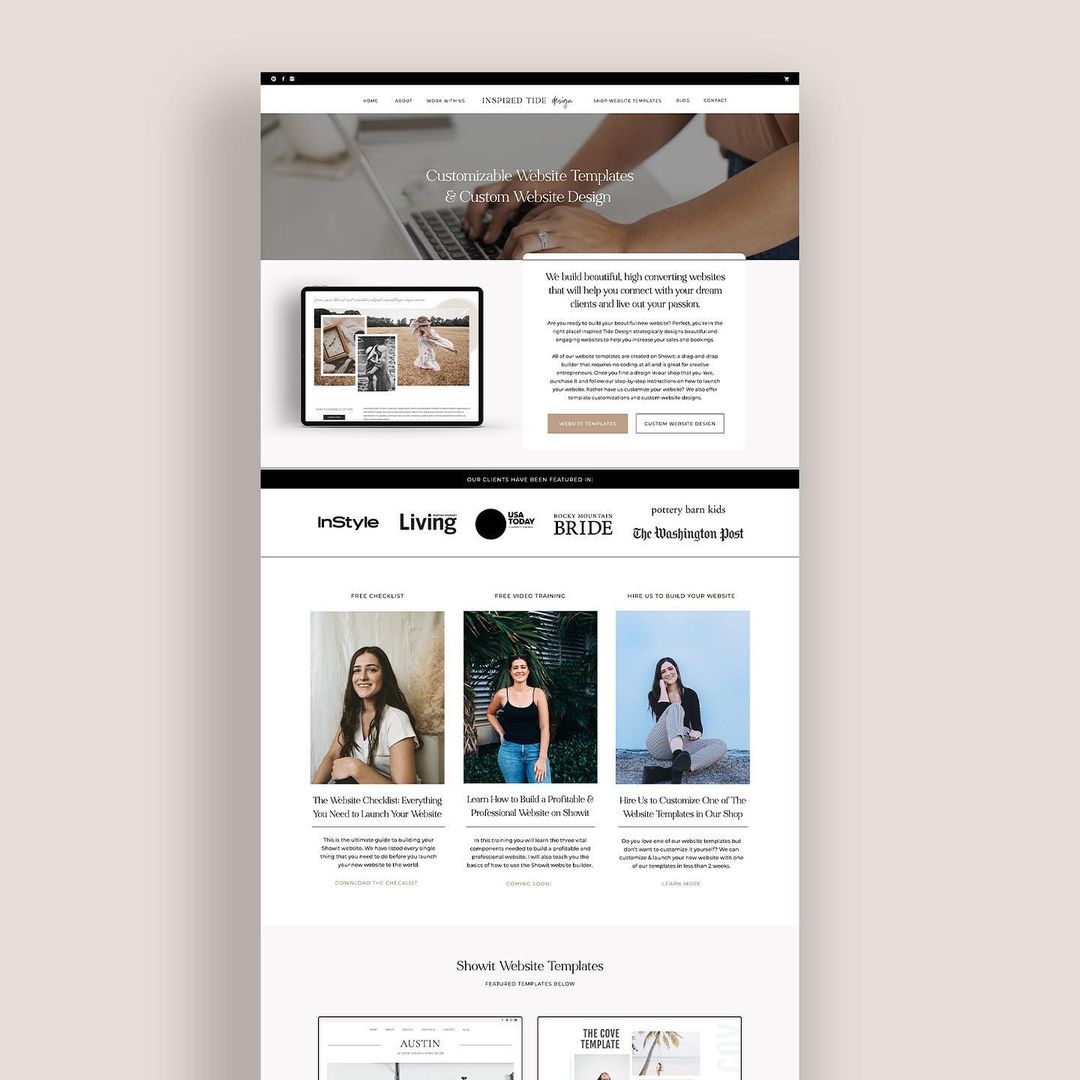 HOME ABOUT WORK WITH US INSPIRED TIDE design SHOP WEBSITE TEMPLATES BLOG CONTACT
Customizable Website Templates
& Custom Website Design
We build beautiful, high converting websites
that will help you connect with your dream
clients and live out your passion.
Are you ready to build your beautiful new website? Perfect, you're in the
right place! Inspired Tide Design strategically designs beautiful and
engaging websites to help you increase your sales and bookings.
All of our website templates are created on Showit; a drag-and-drop
builder that requires no coding at all and is great for creative
entrepreneurs. Once you find a design in our shop that you love,
purchase it and follow our step-by-step instructions on how to launch
your website. Rather have us customize your website? We also offer
template customizations and custom website designs.
WEBSITE TEMPLATES CUSTOM WEBSITE DESIGN
OUR CLIENTS HAVE BEEN FEATURED IN:
InStyle
Living
USA
TODAY
ROCKY MOUNTAIN
BRIDE
pottery barn kids
The Washington Post
FREE CHECKLIST
The Website Checklist: Everything
You Need to Launch Your Website
This is the ultimate guide to building your
Showit website. We have listed every single
thing that you need to do before you launch
your new website to the world.
DOWNLOAD THE CHECKLIST
FREE VIDEO TRAINING
Learn How to Build a Profitable &
Professional Website on Showit
In this training you will learn the three vital
components needed to build a profitable and
professional website. I will also teach you the
basics of how to use the Showit website builder.
COMING SOON!
HIRE US TO BUILD YOUR WEBSITE
Hire Us to Customize One of The
Website Templates in Our Shop
Do you love one of our website templates but
don't want to customize it yourself? We can
customize & launch your new website with one
of our templates in less than 2 weeks.
LEARN MORE
Showit Website Templates
FEATURED TEMPLATES BELOW
AUSTIN
THE COVE
TEMPLATE